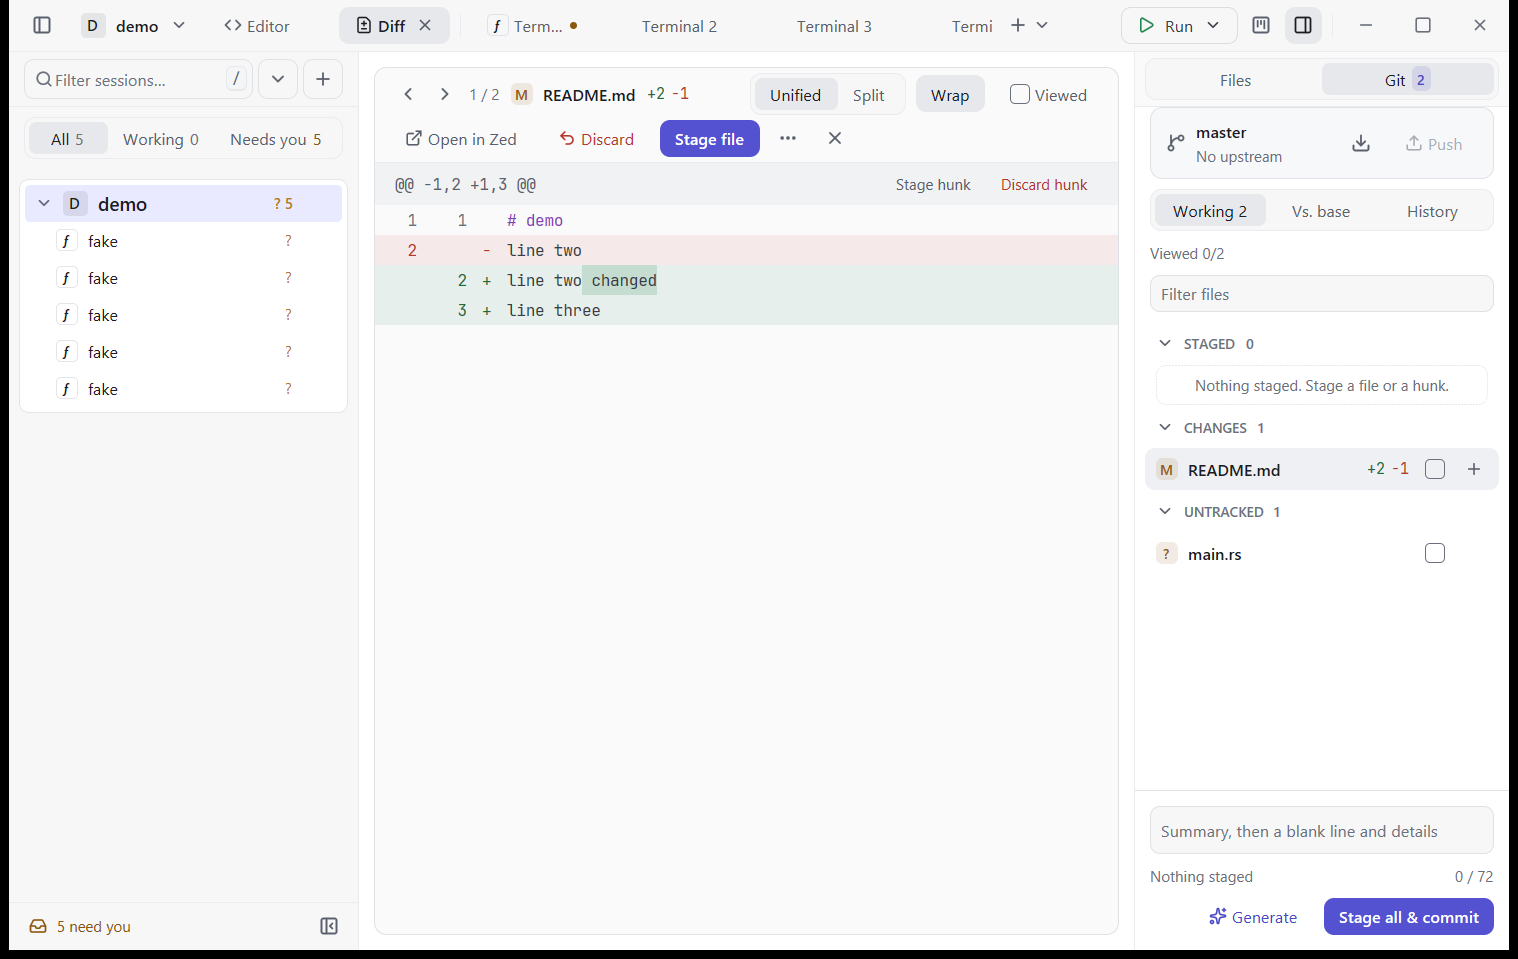 D demo
Editor
Diff
f Term...
Terminal 2
Terminal 3
Termi
Run
Filter sessions... /
All 5
Working 0
Needs you 5
D demo ? 5
f fake ?
f fake ?
f fake ?
f fake ?
f fake ?
5 need you
1 / 2 M README.md +2 -1
Unified
Split
Wrap
Viewed
Open in Zed
Discard
Stage file
@@ -1,2 +1,3 @@
Stage hunk
Discard hunk
1 1 # demo
2 - line two
2 + line two changed
3 + line three
Files
Git 2
master
No upstream
Push
Working 2
Vs. base
History
Viewed 0/2
Filter files
STAGED 0
Nothing staged. Stage a file or a hunk.
CHANGES 1
M README.md +2 -1
UNTRACKED 1
? main.rs
Summary, then a blank line and details
Nothing staged 0 / 72
Generate
Stage all & commit